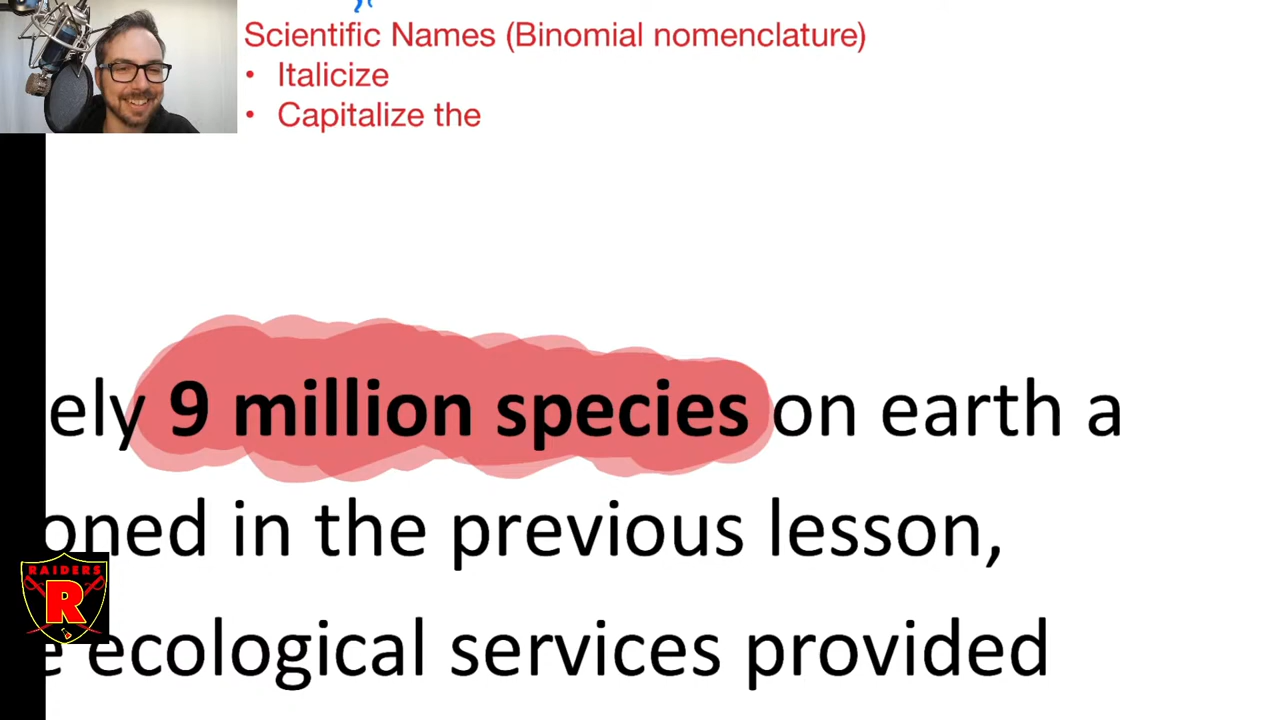 Scientific Names (Binomial nomenclature)
• Italicize
• Capitalize the
ely 9 million species on earth a
oned in the previous lesson,
e ecological services provided
RAIDERS
R